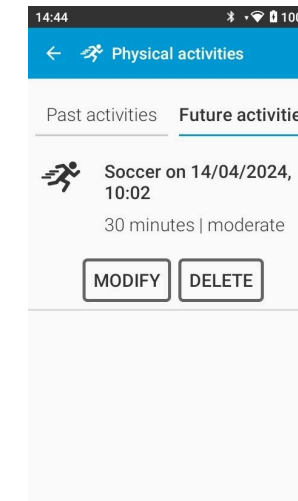 14:44 100
Physical activities
Past activities Future activitie
Soccer on 14/04/2024,
10:02
30 minutes | moderate
MODIFY DELETE